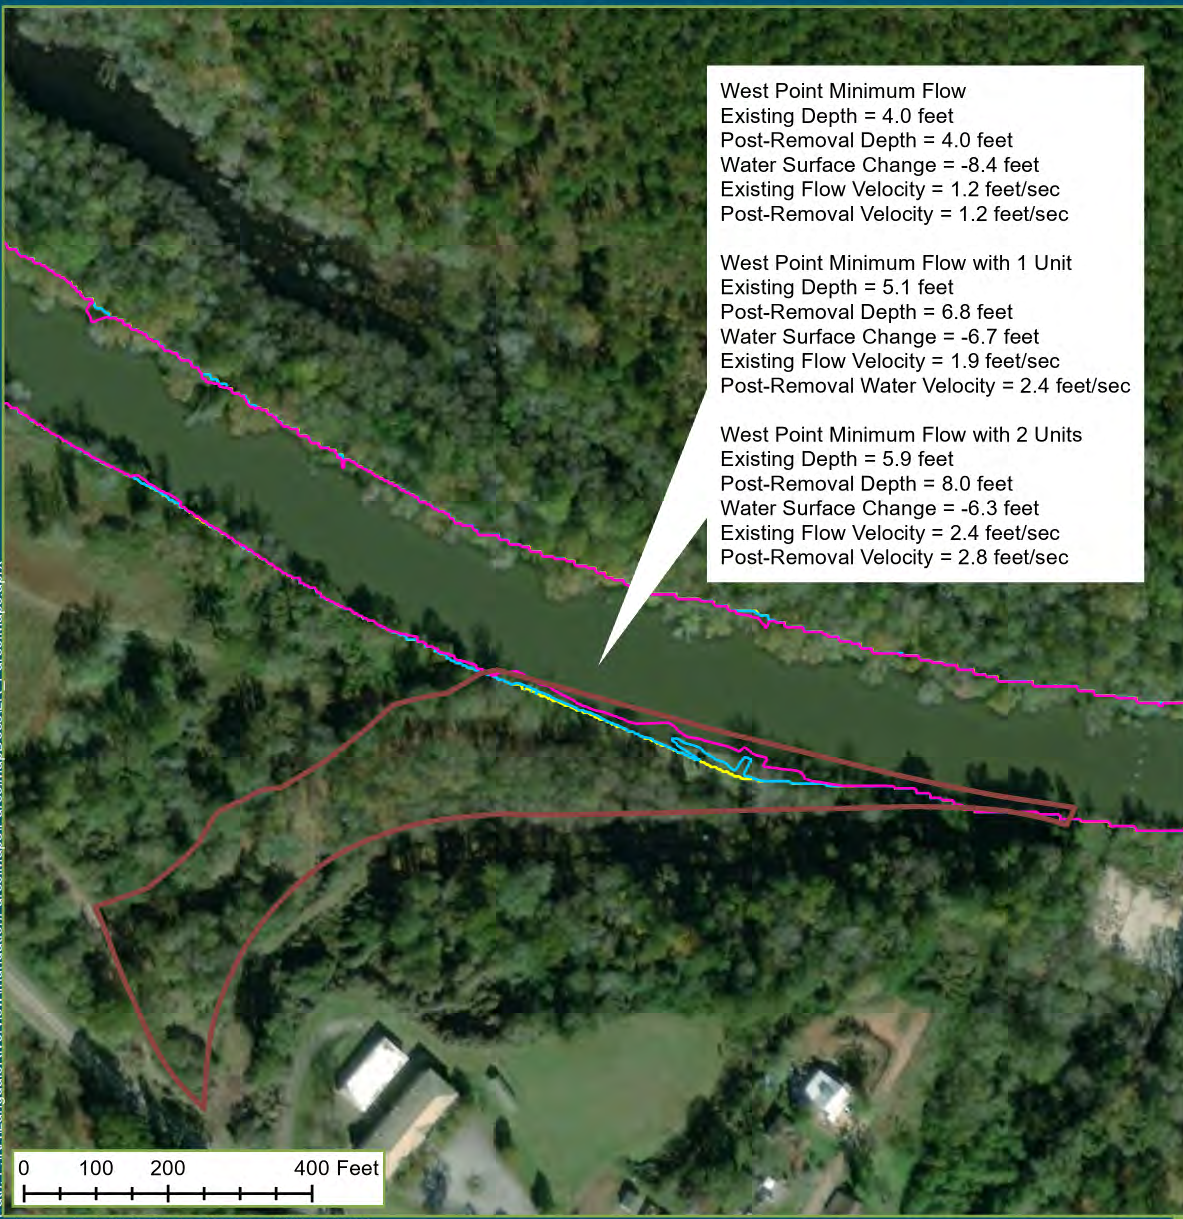 West Point Minimum Flow
Existing Depth = 4.0 feet
Post-Removal Depth = 4.0 feet
Water Surface Change = -8.4 feet
Existing Flow Velocity = 1.2 feet/sec
Post-Removal Velocity = 1.2 feet/sec
West Point Minimum Flow with 1 Unit
Existing Depth = 5.1 feet
Post-Removal Depth = 6.8 feet
Water Surface Change = -6.7 feet
Existing Flow Velocity = 1.9 feet/sec
Post-Removal Water Velocity = 2.4 feet/sec
West Point Minimum Flow with 2 Units
Existing Depth = 5.9 feet
Post-Removal Depth = 8.0 feet
Water Surface Change = -6.3 feet
Existing Flow Velocity = 2.4 feet/sec
Post-Removal Velocity = 2.8 feet/sec
0 100 200 400 Feet